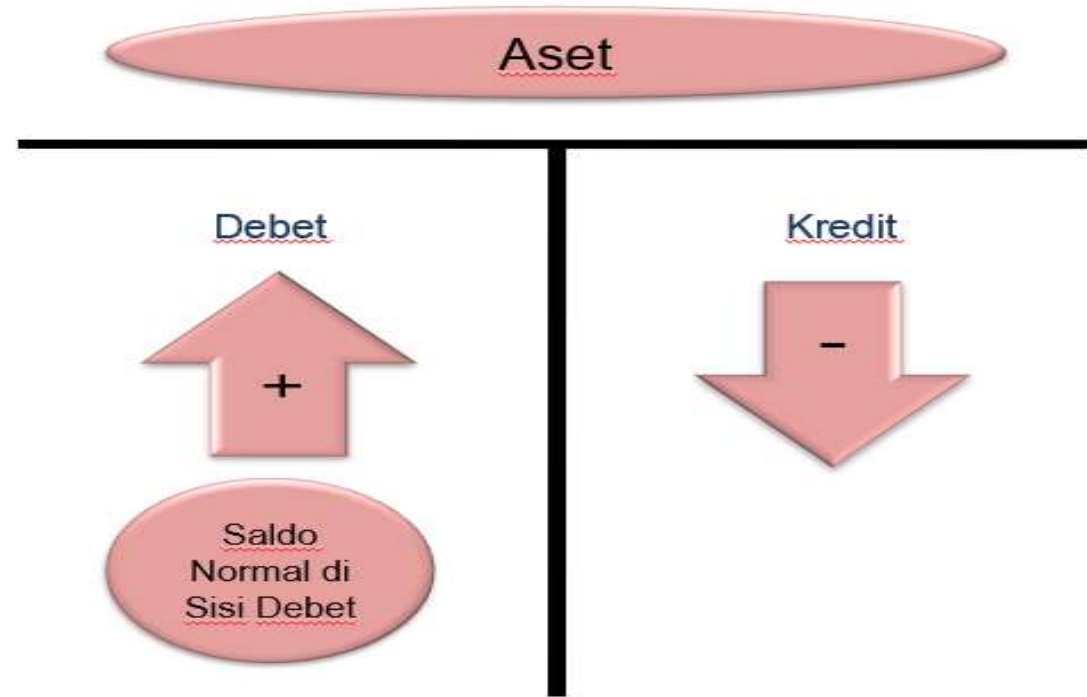 Aset
Debet
+
Saldo
Normal di
Sisi Debet
Kredit
-